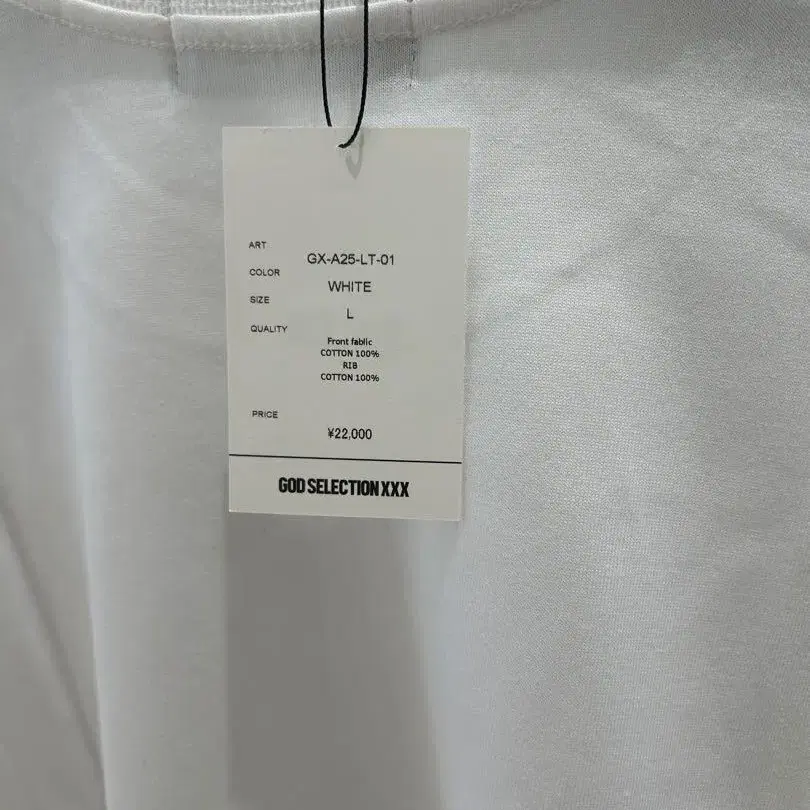 ART
GX-A25-LT-01
COLOR
WHITE
SIZE
L
QUALITY
Front fablic
COTTON 100%
RIB
COTTON 100%
PRICE
¥22,000
GOD SELECTION XXX